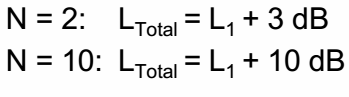 N = 2: L_Total = L_1 + 3 dB
N = 10: L_Total = L_1 + 10 dB